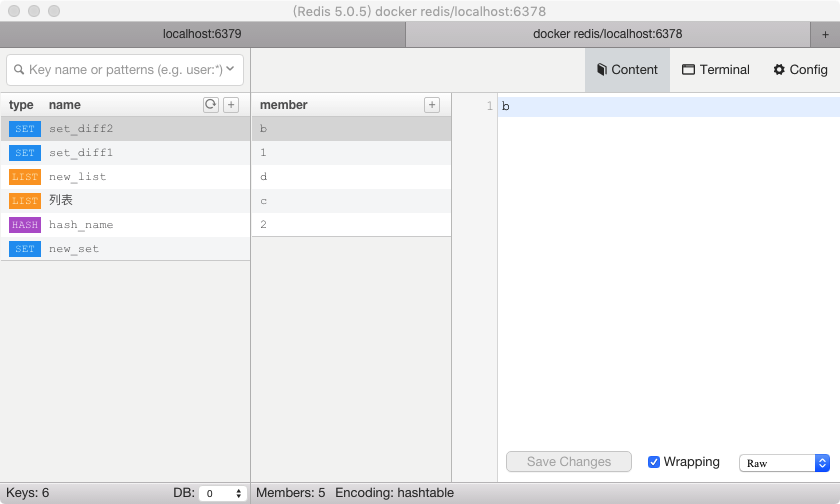 (Redis 5.0.5) docker redis/localhost:6378
localhost:6379
docker redis/localhost:6378
+
Key name or patterns (e.g. user:*)
Content
Terminal
Config
type name
+
member
+
SET set_diff2
SET set_diff1
LIST new_list
LIST 列表
HASH hash_name
SET new_set
b
1
d
c
2
1 b
Save Changes
Wrapping
Raw
Keys: 6
DB: 0
Members: 5 Encoding: hashtable